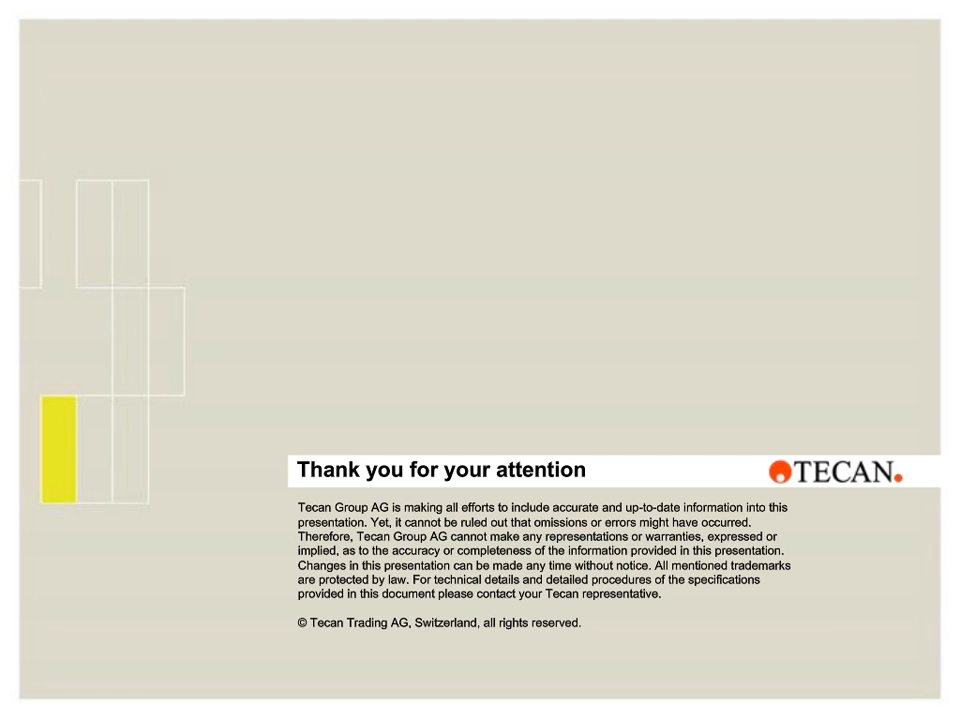 Thank you for your attention
TECAN.
Tecan Group AG is making all efforts to include accurate and up-to-date information into this
presentation. Yet, it cannot be ruled out that omissions or errors might have occurred.
Therefore, Tecan Group AG cannot make any representations or warranties, expressed or
implied, as to the accuracy or completeness of the information provided in this presentation.
Changes in this presentation can be made any time without notice. All mentioned trademarks
are protected by law. For technical details and detailed procedures of the specifications
provided in this document please contact your Tecan representative.
© Tecan Trading AG, Switzerland, all rights reserved.